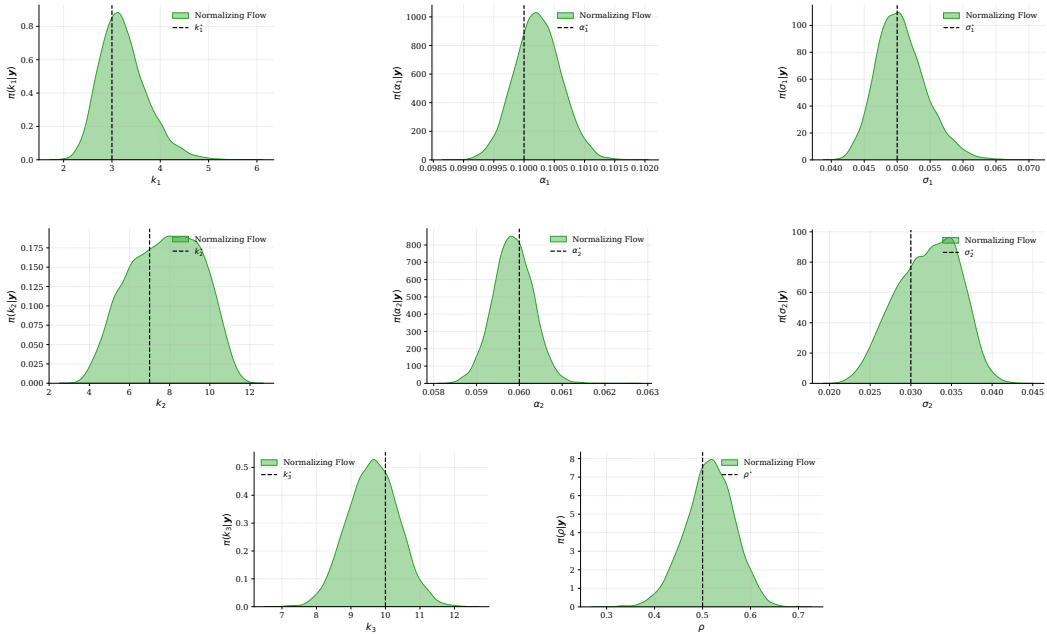 Normalizing Flow
k₁*
π(k₁|y)
0.8
0.6
0.4
0.2
0.0
2 3 4 5 6
k₁
Normalizing Flow
α₁*
π(α₁|y)
1000
800
600
400
200
0
0.0985 0.0990 0.0995 0.1000 0.1005 0.1010 0.1015 0.1020
α₁
Normalizing Flow
σ₁*
π(σ₁|y)
100
80
60
40
20
0
0.040 0.045 0.050 0.055 0.060 0.065 0.070
σ₁
Normalizing Flow
k₂*
π(k₂|y)
0.175
0.150
0.125
0.100
0.075
0.050
0.025
0.000
2 4 6 8 10 12
k₂
Normalizing Flow
α₂*
π(α₂|y)
800
700
600
500
400
300
200
100
0
0.058 0.059 0.060 0.061 0.062 0.063
α₂
Normalizing Flow
σ₂*
π(σ₂|y)
100
80
60
40
20
0
0.020 0.025 0.030 0.035 0.040 0.045
σ₂
Normalizing Flow
k₃*
π(k₃|y)
0.5
0.4
0.3
0.2
0.1
0.0
7 8 9 10 11 12
k₃
Normalizing Flow
ρ*
π(ρ|y)
8
7
6
5
4
3
2
1
0
0.3 0.4 0.5 0.6 0.7
ρ